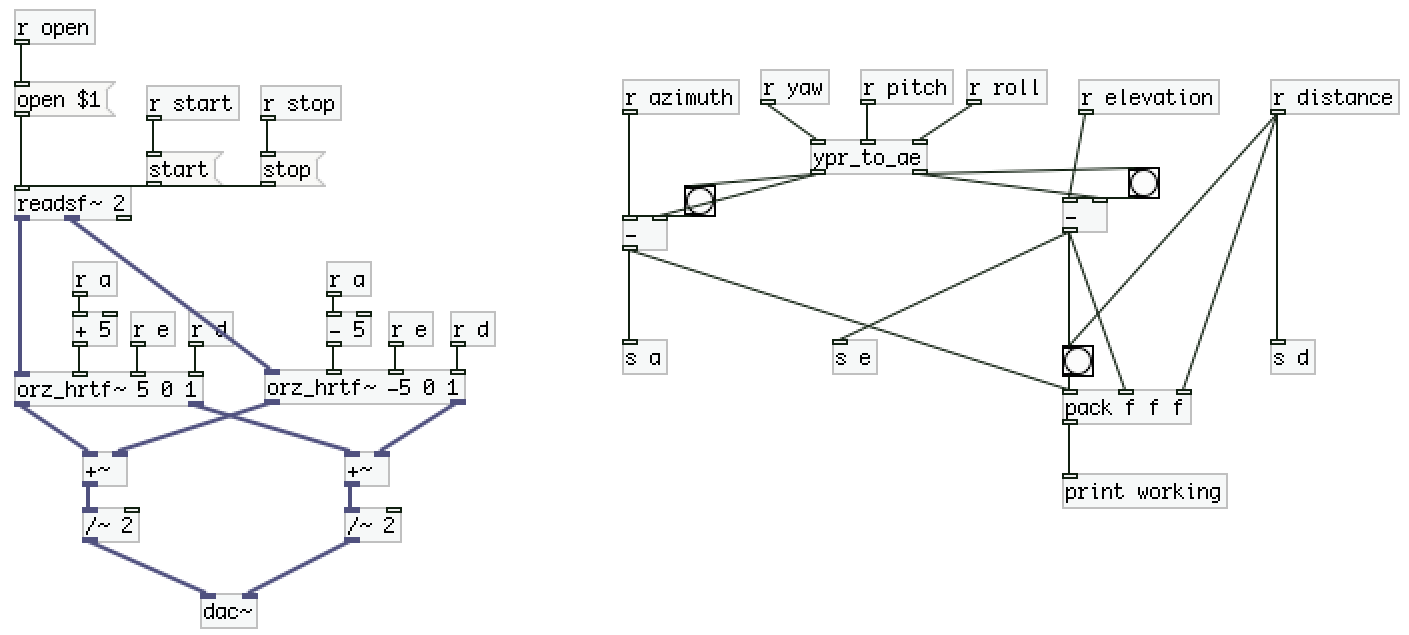 r open
open $1
r start
r stop
start
stop
readsf~ 2
r a
r a
+ 5
r e
r d
- 5
r e
r d
orz_hrtf~ 5 0 1
orz_hrtf~ -5 0 1
+~
+~
/~ 2
/~ 2
dac~
r azimuth
r yaw
r pitch
r roll
r elevation
r distance
ypr_to_ae
-
-
s a
s e
s d
pack f f f
print working